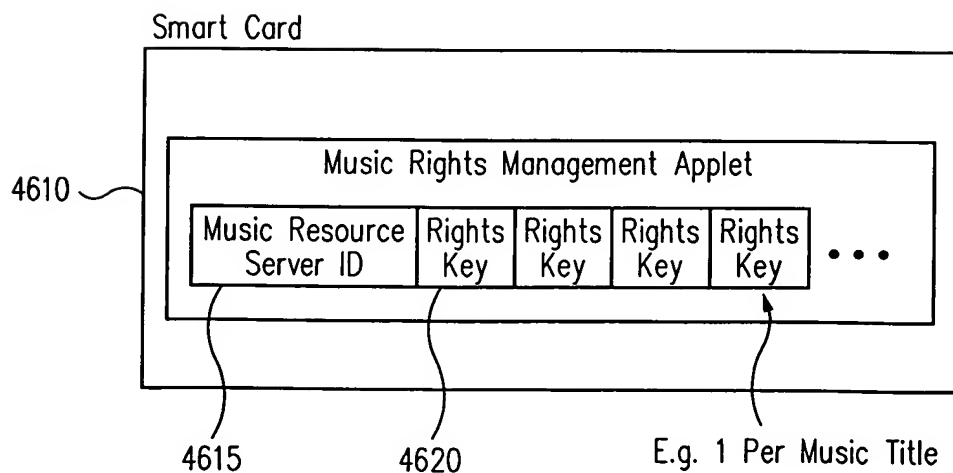 Smart Card
Music Rights Management Applet
4610
Music Resource
Server ID
Rights
Key
Rights
Key
Rights
Key
Rights
Key
4615
4620
E.g. 1 Per Music Title